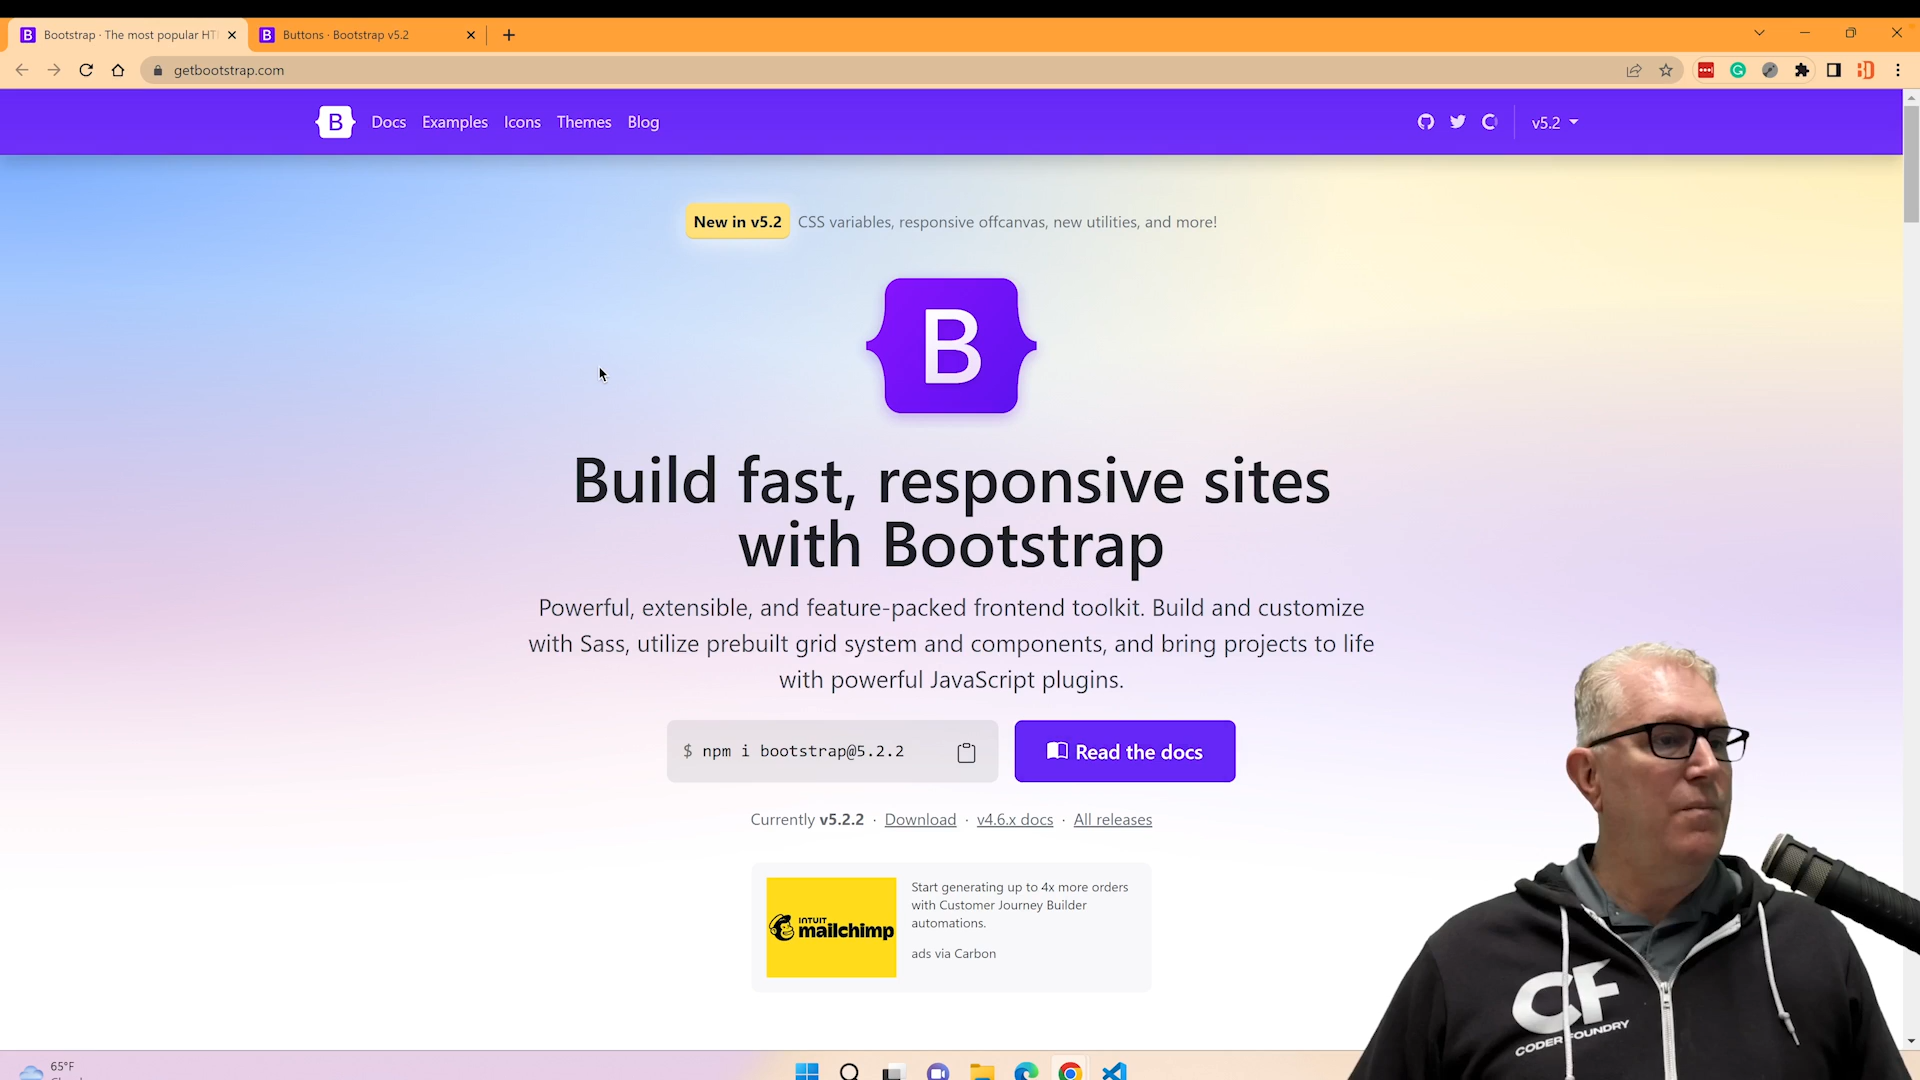 Bootstrap · The most popular HT
Buttons · Bootstrap v5.2
getbootstrap.com
B
Docs
Examples
Icons
Themes
Blog
v5.2
New in v5.2 CSS variables, responsive offcanvas, new utilities, and more!
B
Build fast, responsive sites
with Bootstrap
Powerful, extensible, and feature-packed frontend toolkit. Build and customize
with Sass, utilize prebuilt grid system and components, and bring projects to life
with powerful JavaScript plugins.
$ npm i bootstrap@5.2.2
Read the docs
Currently v5.2.2 · Download · v4.6.x docs · All releases
INTUIT
mailchimp
Start generating up to 4x more orders
with Customer Journey Builder
automations.
ads via Carbon
CF
CODER FOUNDRY
65°F